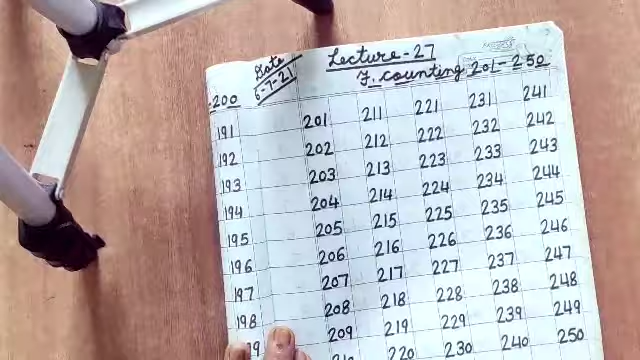 Lecture-27
Date
6-7-21
J. counting 201-250
-200
191
192
193
194
195
196
197
198
99
201 211 221 231 241
202 212 222 232 242
203 213 223 233 243
204 214 224 234 244
205 215 225 235 245
206 216 226 236 246
207 217 227 237 247
208 218 228 238 248
209 219 229 239 249
210 220 230 240 250